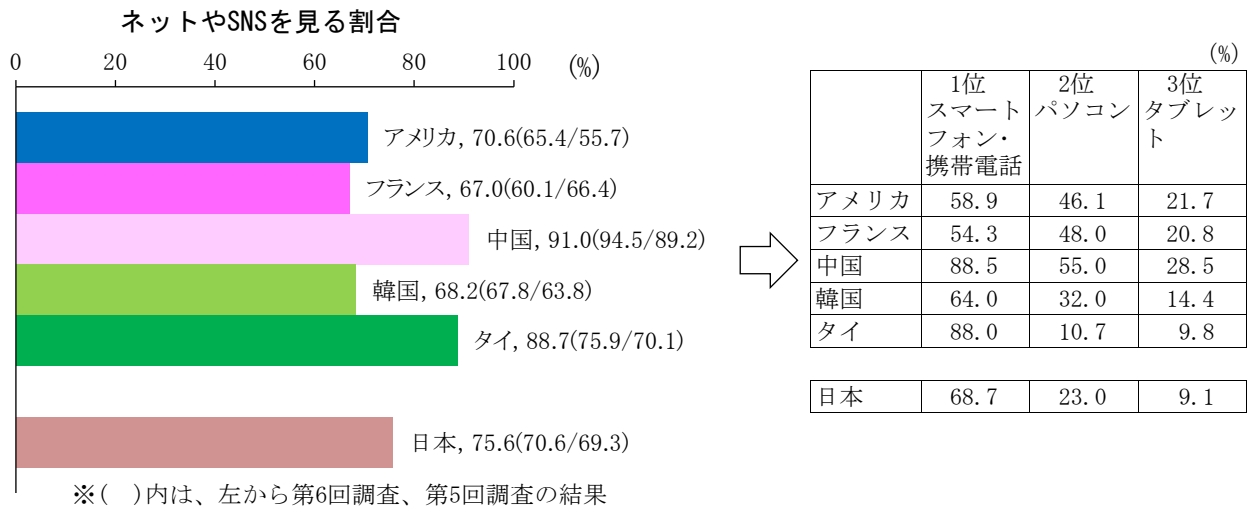 ネットやSNSを見る割合
0 20 40 60 80 100 (%)
アメリカ, 70.6(65.4/55.7)
フランス, 67.0(60.1/66.4)
中国, 91.0(94.5/89.2)
韓国, 68.2(67.8/63.8)
タイ, 88.7(75.9/70.1)
日本, 75.6(70.6/69.3)
※( )内は、左から第6回調査、第5回調査の結果
(%)
1位 2位 3位
スマート パソコン タブレッ
フォン・ ト
携帯電話
アメリカ 58.9 46.1 21.7
フランス 54.3 48.0 20.8
中国 88.5 55.0 28.5
韓国 64.0 32.0 14.4
タイ 88.0 10.7 9.8
日本 68.7 23.0 9.1